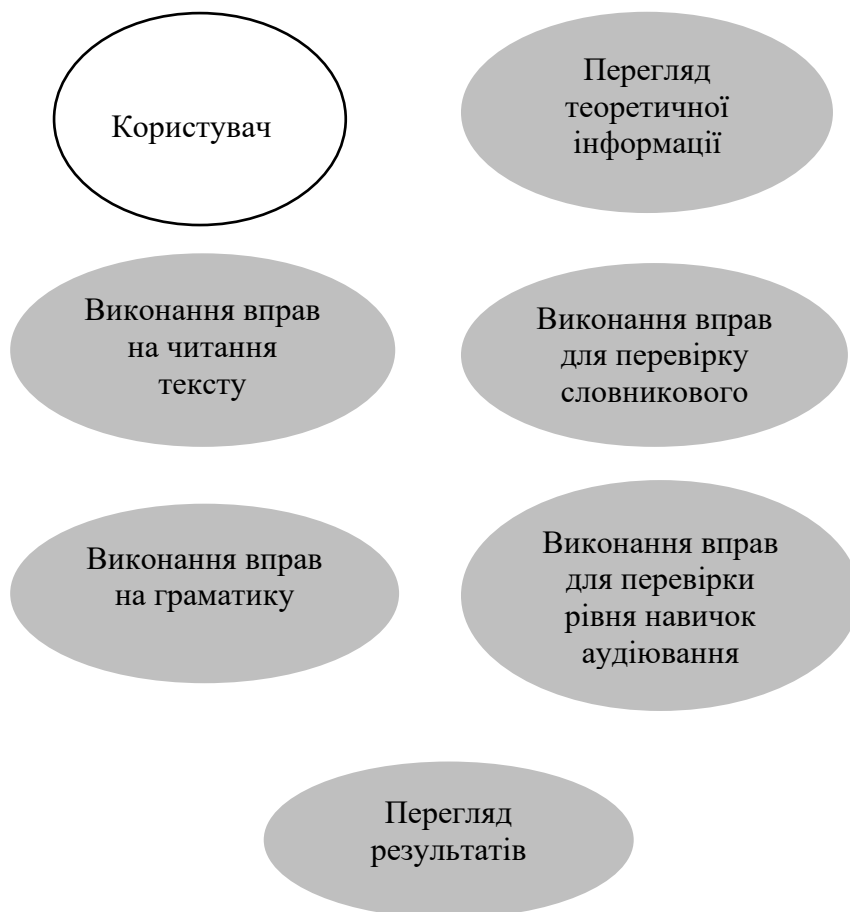 Користувач
Перегляд
теоретичної
інформації
Виконання вправ
на читання
тексту
Виконання вправ
для перевірку
словникового
Виконання вправ
на граматику
Виконання вправ
для перевірки
рівня навичок
аудіювання
Перегляд
результатів